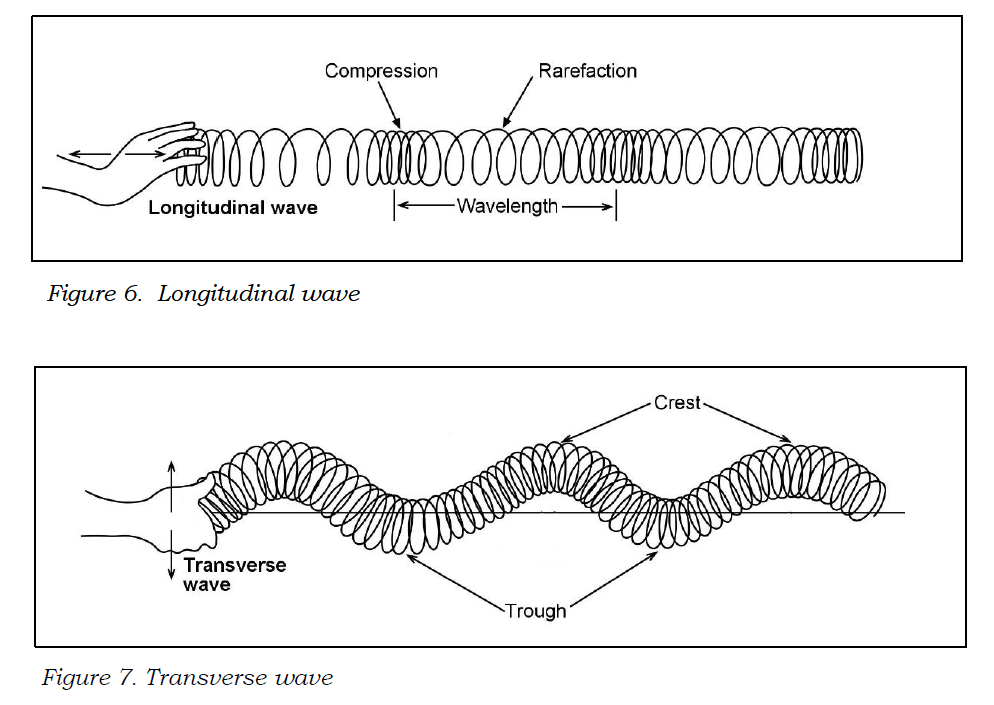 Compression
Rarefaction
Wavelength
Longitudinal wave
Figure 6. Longitudinal wave
Crest
Transverse
wave
Trough
Figure 7. Transverse wave